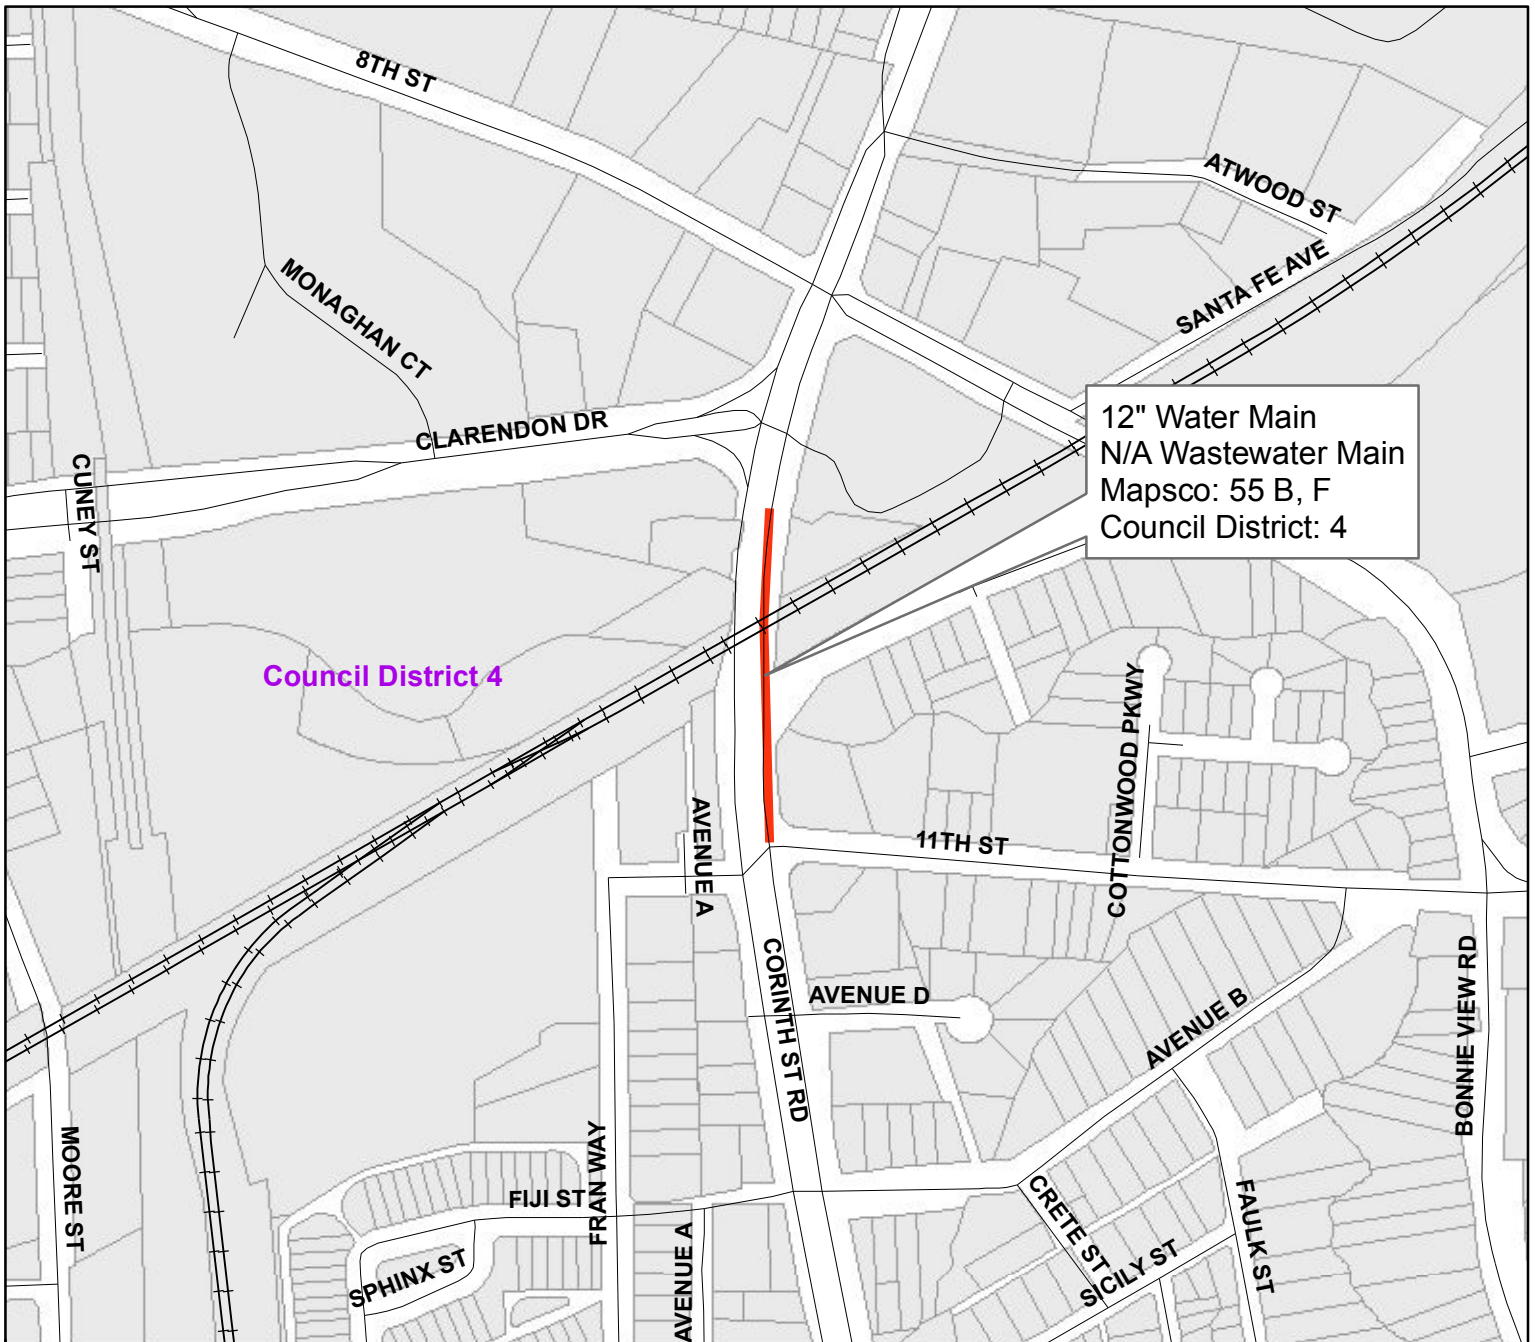 8TH ST
ATWOOD ST
MONAGHAN CT
SANTA FE AVE
12" Water Main
N/A Wastewater Main
Mapsco: 55 B, F
Council District: 4
CLARENDON DR
CUNEY ST
Council District 4
COTTONWOOD PKWY
AVENUE A
11TH ST
CORINTH ST RD
AVENUE D
AVENUE B
BONNIE VIEW RD
MOORE ST
FRAN WAY
FIJI ST
SPHINX ST
AVENUE A
CRETE ST
SICILY ST
FAULK ST